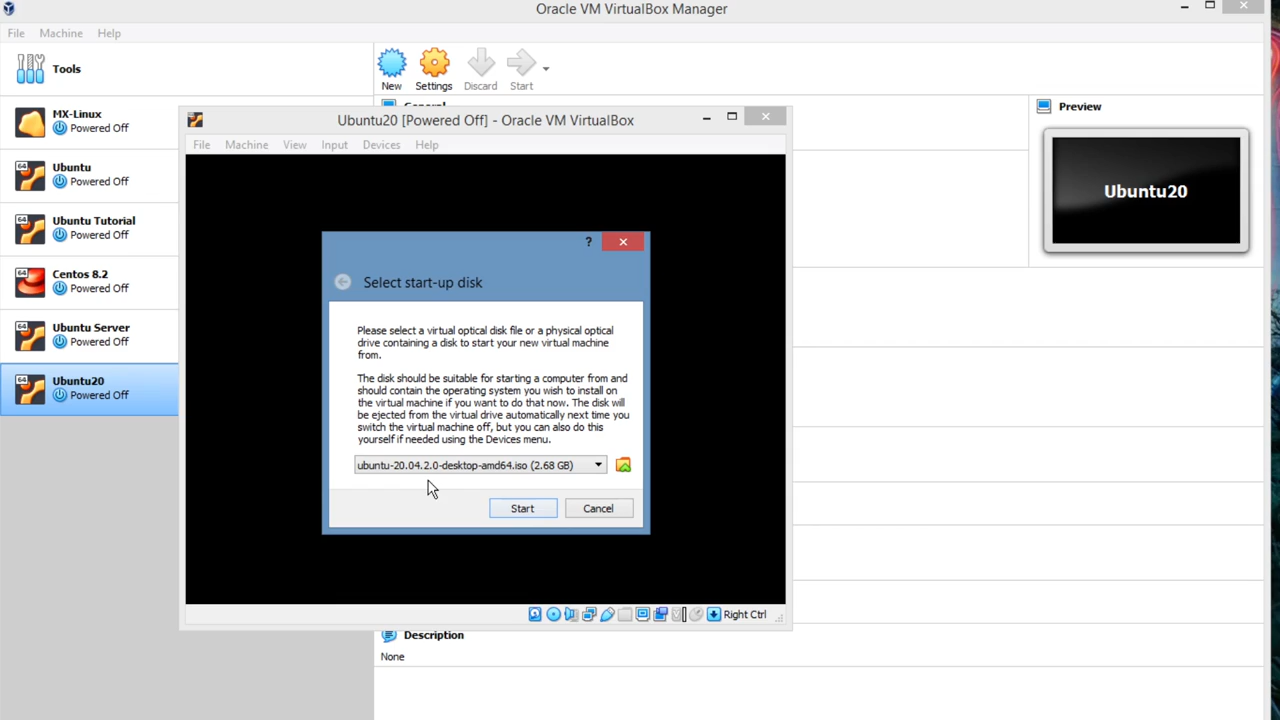 Oracle VM VirtualBox Manager
File Machine Help
Tools
New Settings Discard Start
MX-Linux
Powered Off
64
Ubuntu
Powered Off
64
Ubuntu Tutorial
Powered Off
64
Centos 8.2
Powered Off
64
Ubuntu Server
Powered Off
64
Ubuntu20
Powered Off
General
Preview
Ubuntu20
Ubuntu20 [Powered Off] - Oracle VM VirtualBox
File Machine View Input Devices Help
?
Select start-up disk
Please select a virtual optical disk file or a physical optical
drive containing a disk to start your new virtual machine
from.
The disk should be suitable for starting a computer from and
should contain the operating system you wish to install on
the virtual machine if you want to do that now. The disk will
be ejected from the virtual drive automatically next time you
switch the virtual machine off, but you can also do this
yourself if needed using the Devices menu.
ubuntu-20.04.2.0-desktop-amd64.iso (2.68 GB)
Start Cancel
Right Ctrl
Description
None